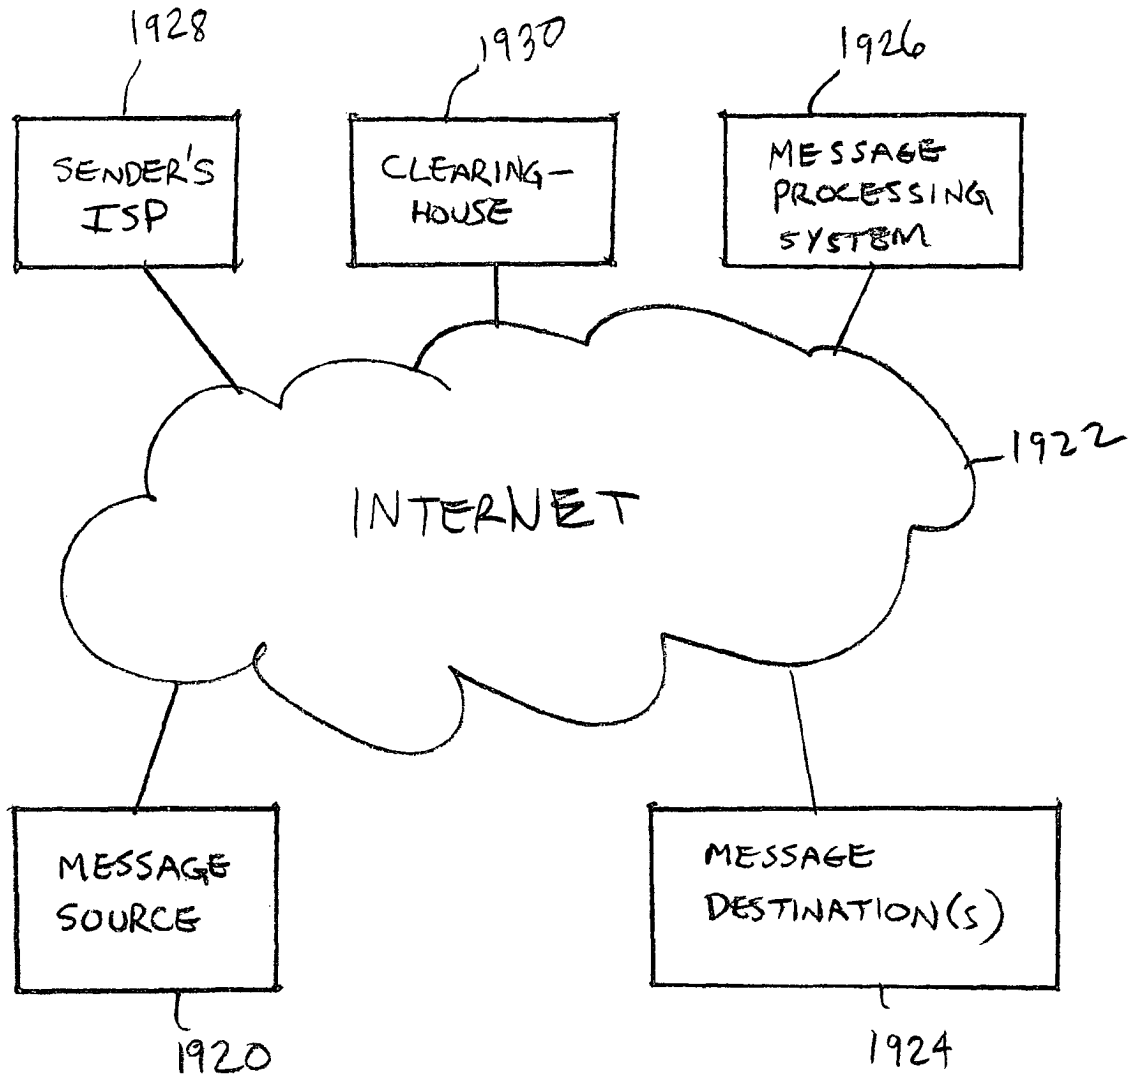 1928
1930
1926
SENDER'S
ISP
CLEARING-
HOUSE
MESSAGE
PROCESSING
SYSTEM
1922
INTERNET
MESSAGE
SOURCE
MESSAGE
DESTINATION(S)
1920
1924